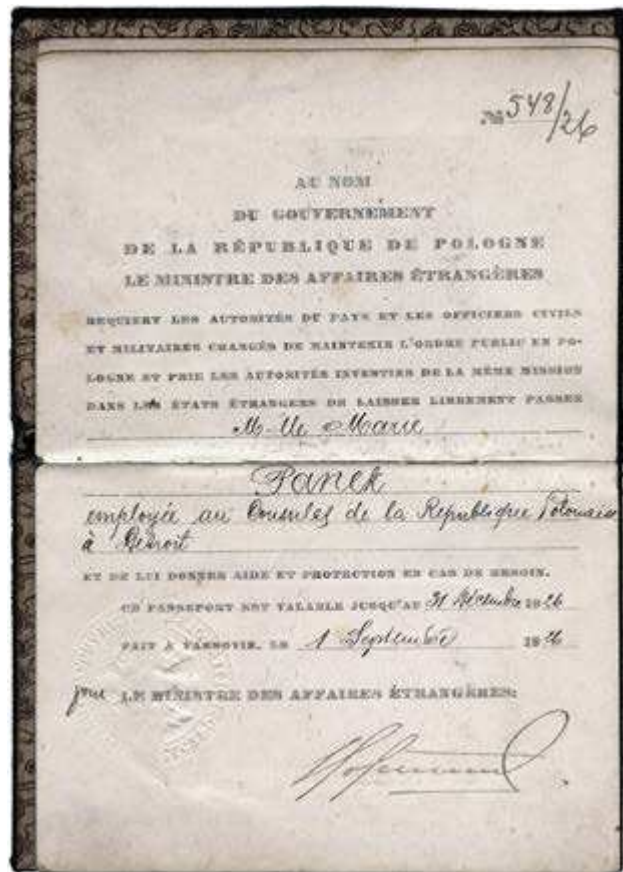 № 548/26
AU NOM
DU GOUVERNEMENT
DE LA RÉPUBLIQUE DE POLOGNE
LE MINISTRE DES AFFAIRES ÉTRANGÈRES
REQUIERT LES AUTORITÉS DU PAYS ET LES OFFICIERS CIVILS
ET MILITAIRES CHARGÉS DE MAINTENIR L'ORDRE PUBLIC EN PO-
LOGNE ET PRIE LES AUTORITÉS INVESTIES DE LA MÊME MISSION
DANS LES ÉTATS ÉTRANGERS DE LAISSER LIBREMENT PASSER
M-lle Marie
Panek
employée au de la République Polonaise
à Détroit
ET DE LUI DONNER AIDE ET PROTECTION EN CAS DE BESOIN.
CE PASSEPORT EST VALABLE JUSQU'AU 31 Décembre 1926
FAIT À VARSOVIE, LE 1 Septembre 1926
pour LE MINISTRE DES AFFAIRES ÉTRANGÈRES: